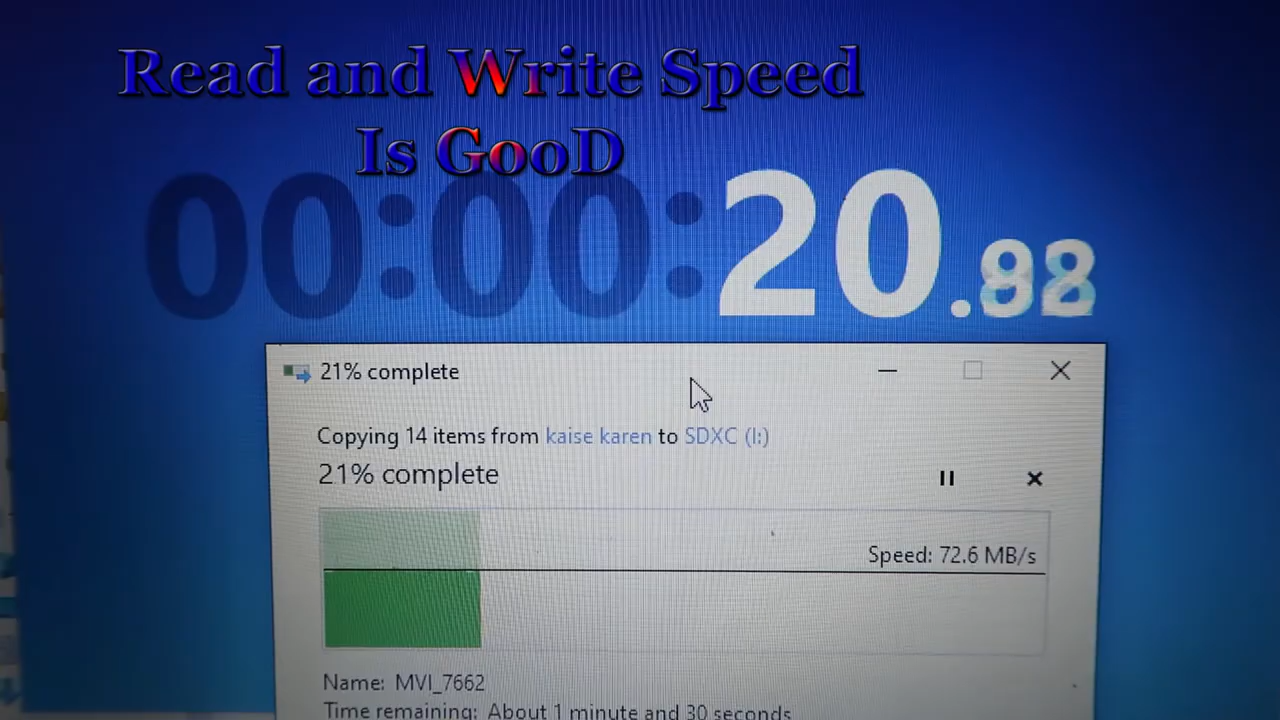 Read and Write Speed
Is GooD
00:00:20
21% complete
Copying 14 items from kaise karen to SDXC (I:)
21% complete
Speed: 72.6 MB/s
Name: MVI_7662
Time remaining: About 1 minute and 30 seconds